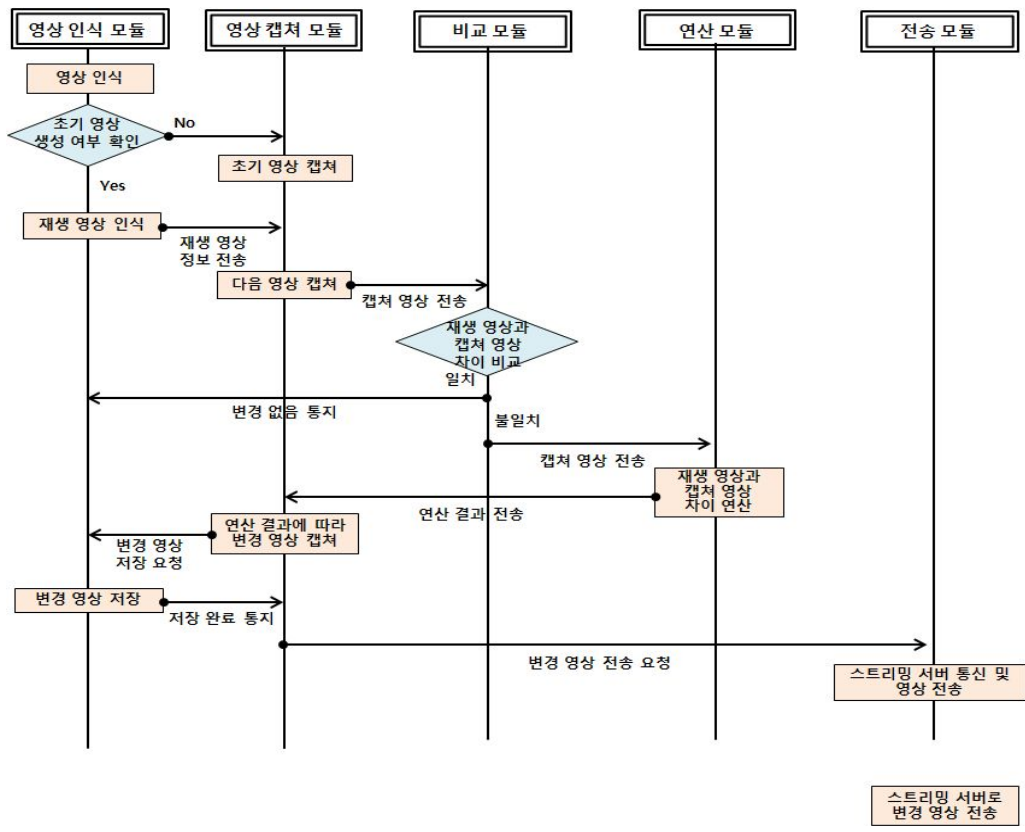 영상 인식 모듈
영상 캡쳐 모듈
비교 모듈
연산 모듈
전송 모듈
영상 인식
초기 영상
생성 여부 확인
No
초기 영상 캡쳐
Yes
재생 영상 인식
재생 영상
정보 전송
다음 영상 캡쳐
캡쳐 영상 전송
재생 영상과
캡쳐 영상
차이 비교
일치
변경 없음 통지
불일치
캡쳐 영상 전송
재생 영상과
캡쳐 영상
차이 연산
연산 결과 전송
연산 결과에 따라
변경 영상 캡쳐
변경 영상
저장 요청
변경 영상 저장
저장 완료 통지
변경 영상 전송 요청
스트리밍 서버 통신 및
영상 전송
스트리밍 서버로
변경 영상 전송